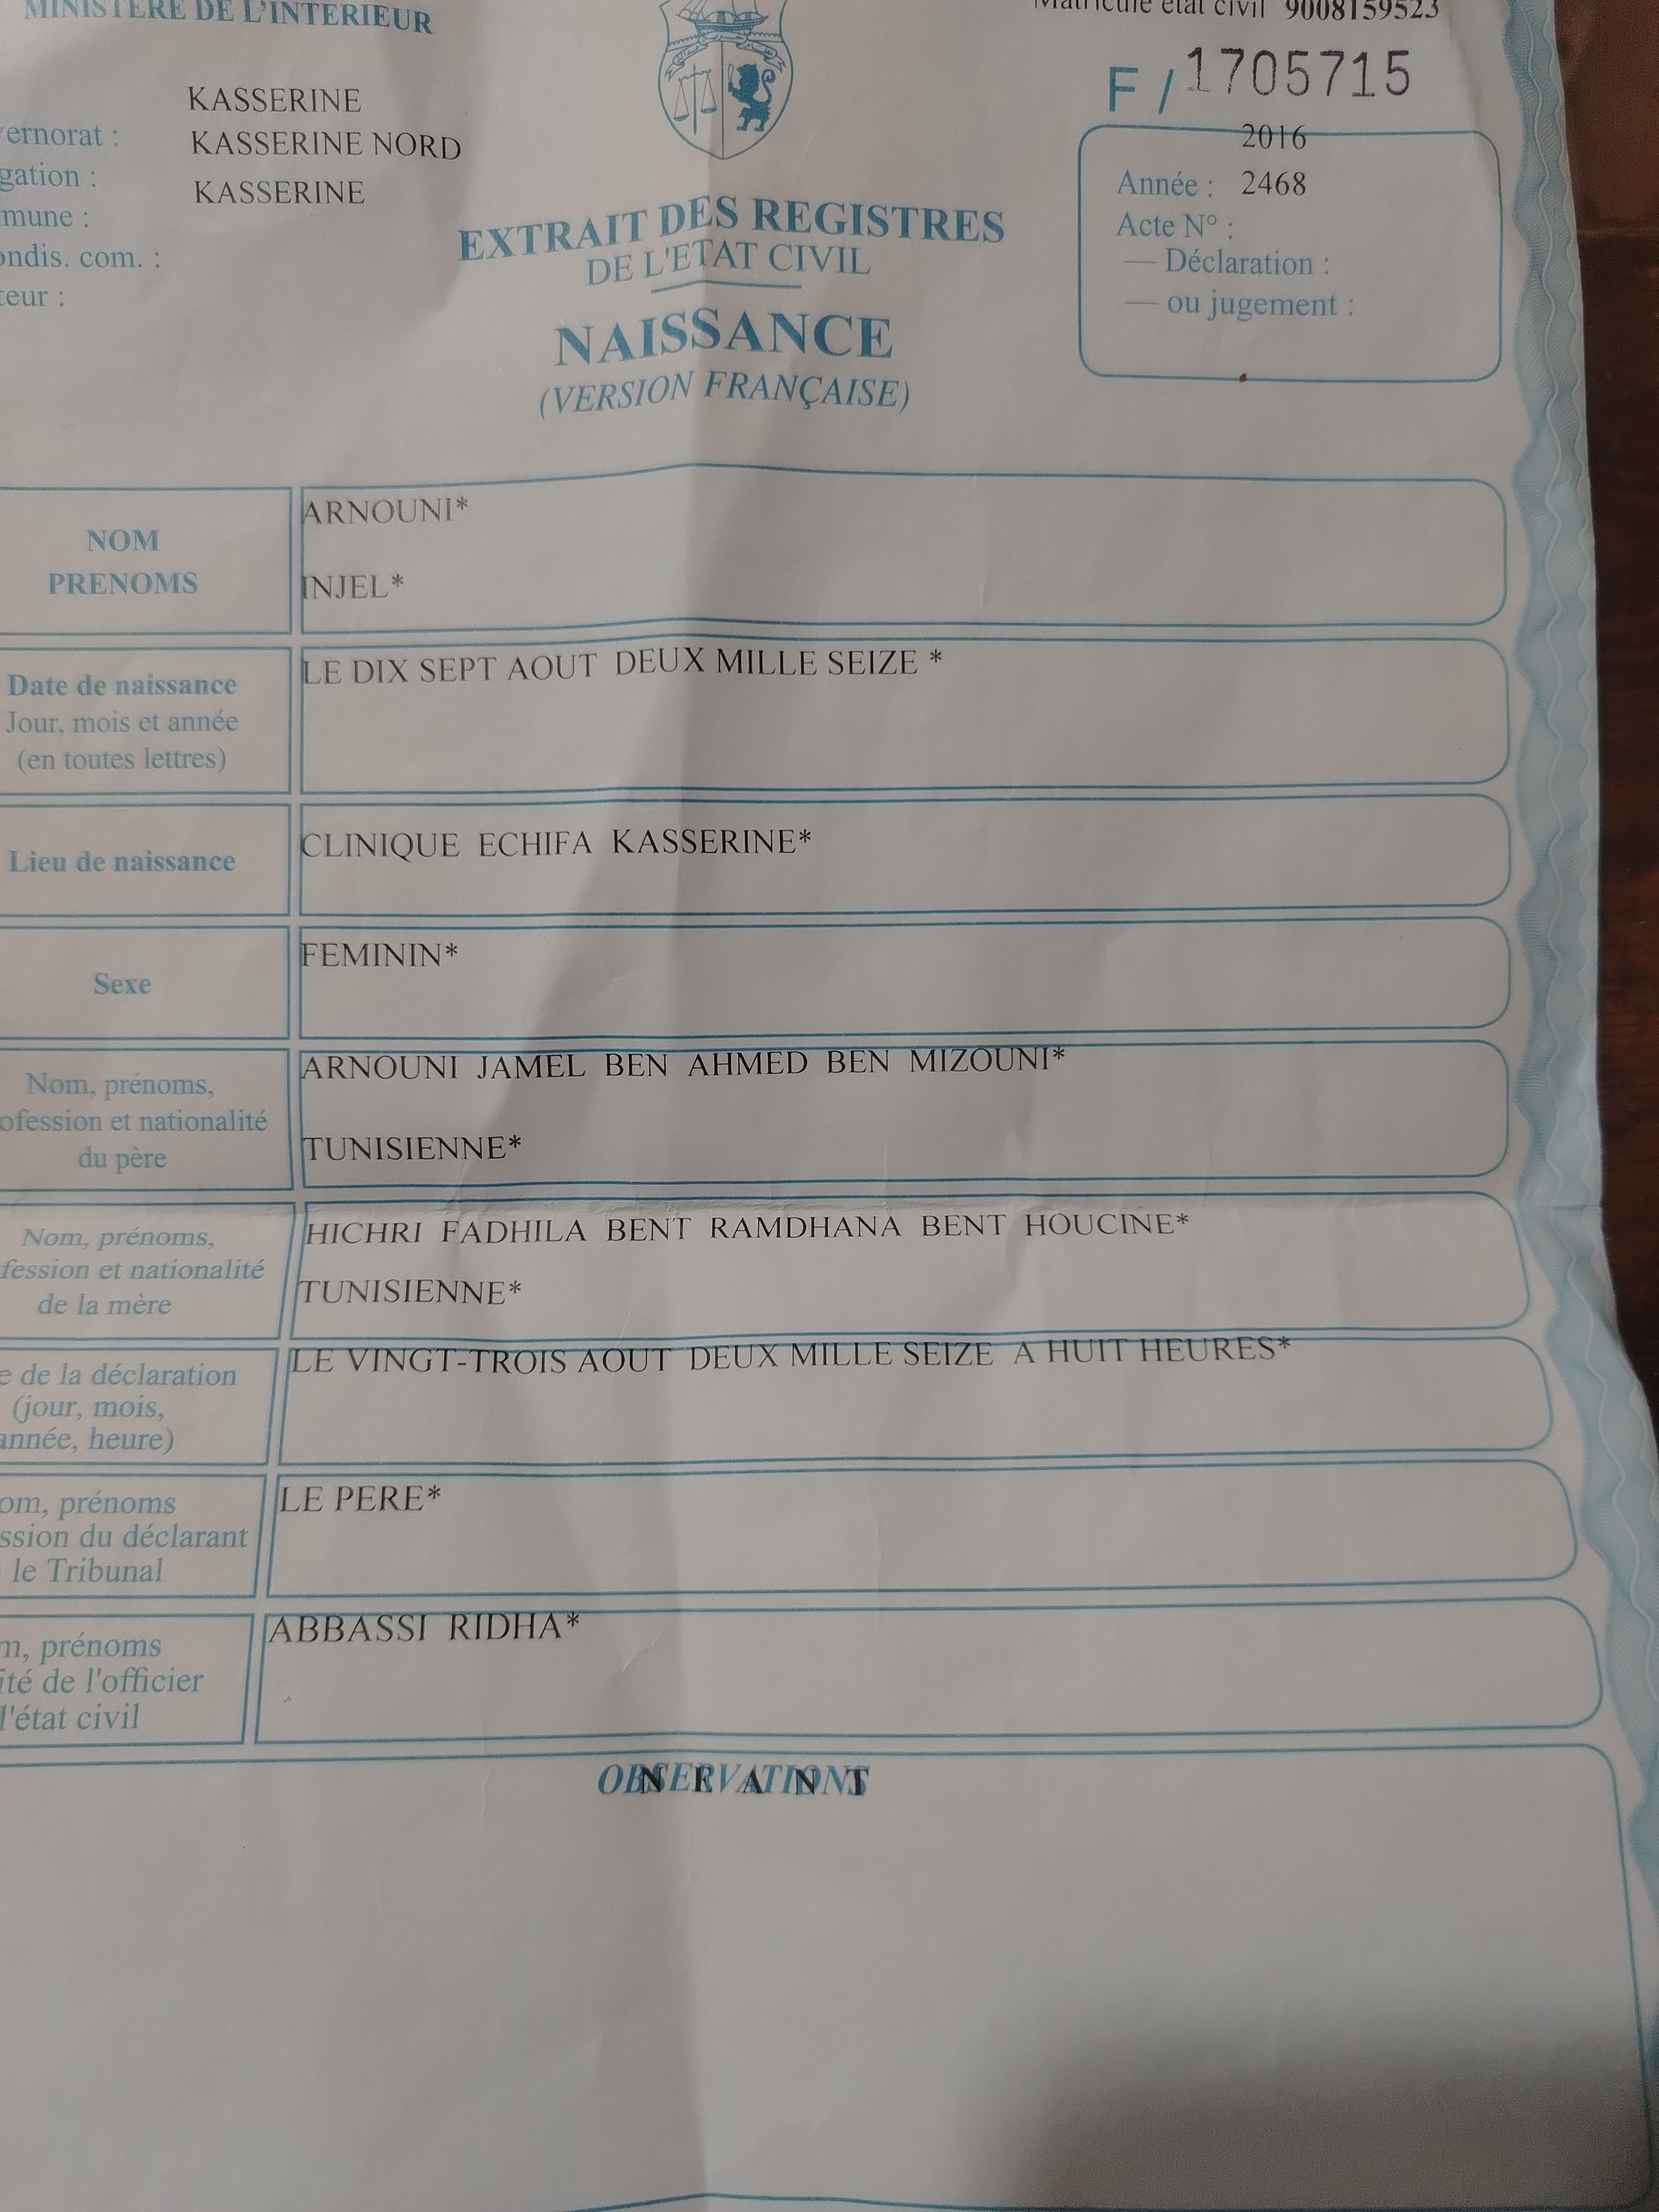 MINISTERE DE L'INTERIEUR
Matricule état civil 9008159523
F / 1705715
KASSERINE
ernorat : KASSERINE NORD
gation : KASSERINE
mune :
ondis. com. :
teur :
2016
Année : 2468
Acte N° :
— Déclaration :
— ou jugement :
EXTRAIT DES REGISTRES
DE L'ETAT CIVIL
NAISSANCE
(VERSION FRANÇAISE)
NOM
PRENOMS
ARNOUNI*
INJEL*
Date de naissance
Jour, mois et année
(en toutes lettres)
LE DIX SEPT AOUT DEUX MILLE SEIZE *
Lieu de naissance
CLINIQUE ECHIFA KASSERINE*
Sexe
FEMININ*
Nom, prénoms,
ofession et nationalité
du père
ARNOUNI JAMEL BEN AHMED BEN MIZOUNI*
TUNISIENNE*
Nom, prénoms,
fession et nationalité
de la mère
HICHRI FADHILA BENT RAMDHANA BENT HOUCINE*
TUNISIENNE*
e de la déclaration
(jour, mois,
année, heure)
LE VINGT-TROIS AOUT DEUX MILLE SEIZE A HUIT HEURES*
om, prénoms
ssion du déclarant
le Tribunal
LE PERE*
m, prénoms
ité de l'officier
l'état civil
ABBASSI RIDHA*
OBSERVATIONS
N E A N T